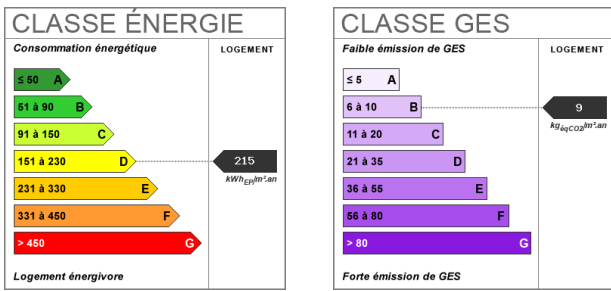 CLASSE ÉNERGIE
Consommation énergétique
LOGEMENT
≤ 50 A
51 à 90 B
91 à 150 C
151 à 230 D
215
kWhEP/m².an
231 à 330 E
331 à 450 F
> 450 G
Logement énergivore
CLASSE GES
Faible émission de GES
LOGEMENT
≤ 5 A
6 à 10 B
9
kgéqCO2/m².an
11 à 20 C
21 à 35 D
36 à 55 E
56 à 80 F
> 80 G
Forte émission de GES